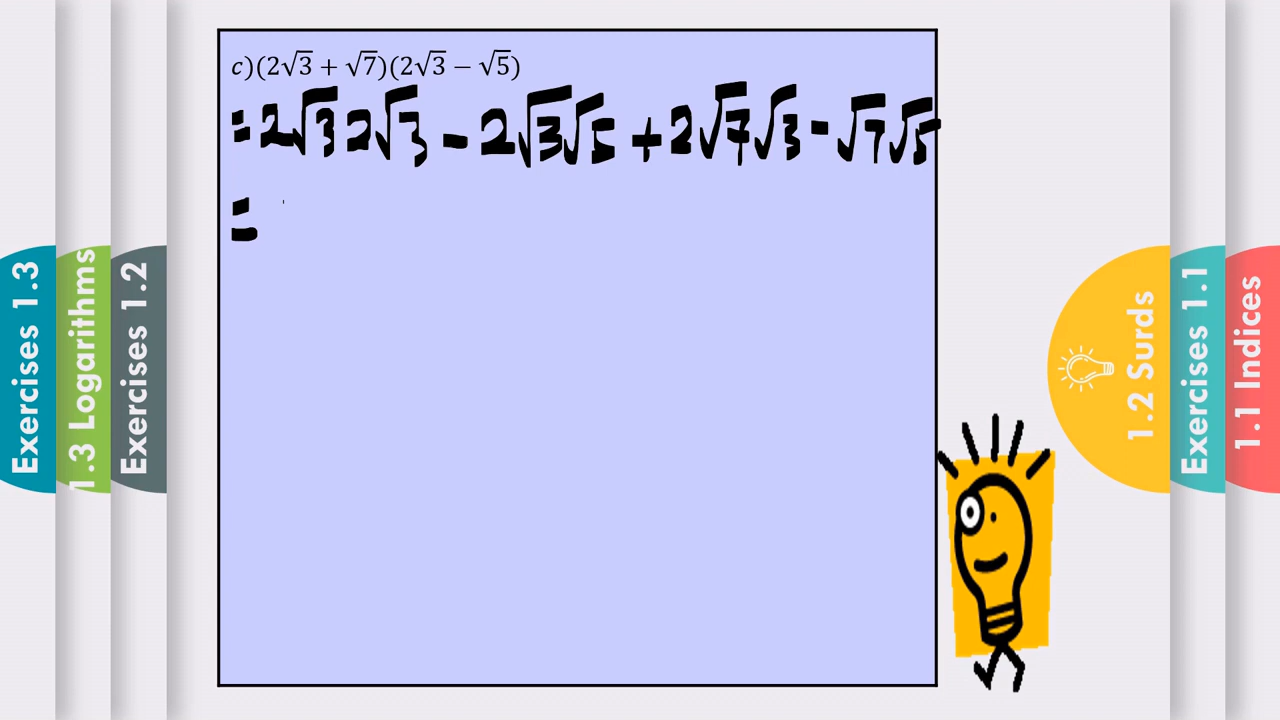 c)(2√3 + √7)(2√3 − √5)
=2√3 2√3 - 2√3√5 + 2√7√3 - √7√5
=
Exercises 1.3
1.3 Logarithms
Exercises 1.2
1.2 Surds
Exercises 1.1
1.1 Indices